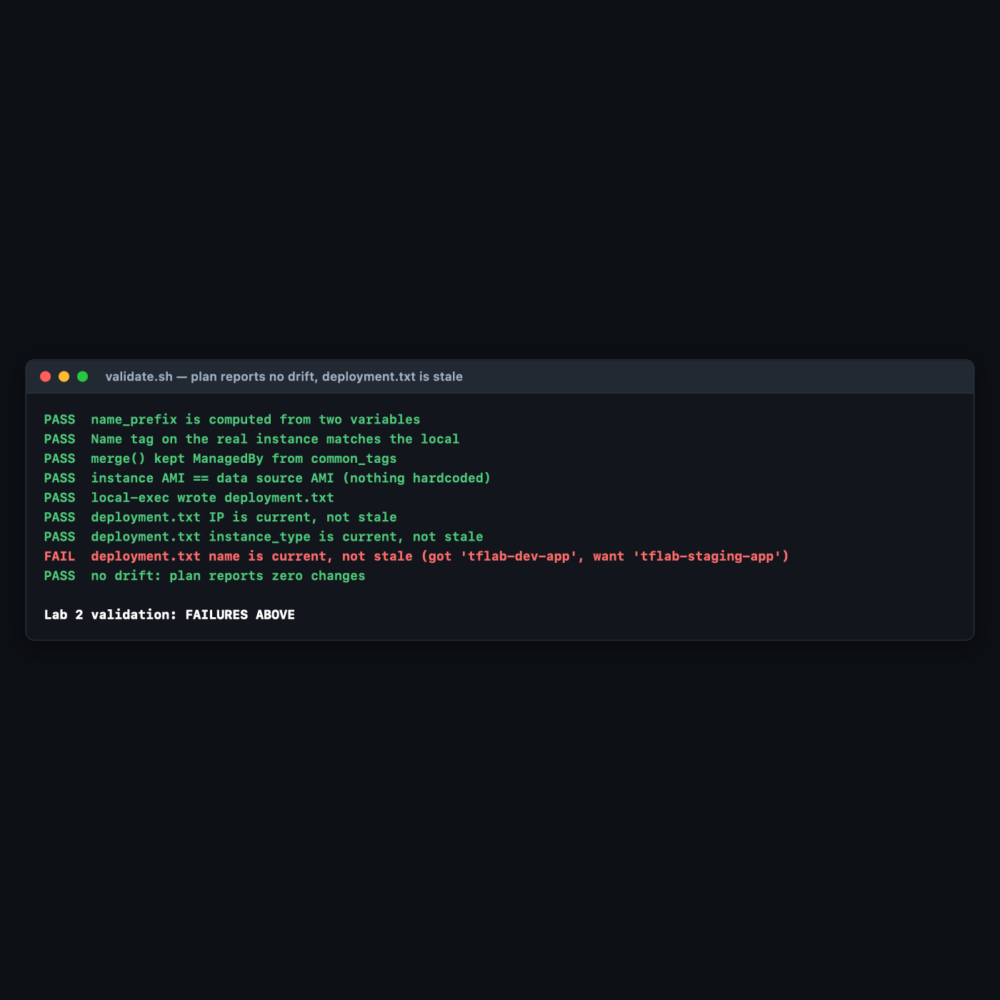 validate.sh — plan reports no drift, deployment.txt is stale
PASS  name_prefix is computed from two variables
PASS  Name tag on the real instance matches the local
PASS  merge() kept ManagedBy from common_tags
PASS  instance AMI == data source AMI (nothing hardcoded)
PASS  local-exec wrote deployment.txt
PASS  deployment.txt IP is current, not stale
PASS  deployment.txt instance_type is current, not stale
FAIL  deployment.txt name is current, not stale (got 'tflab-dev-app', want 'tflab-staging-app')
PASS  no drift: plan reports zero changes
Lab 2 validation: FAILURES ABOVE